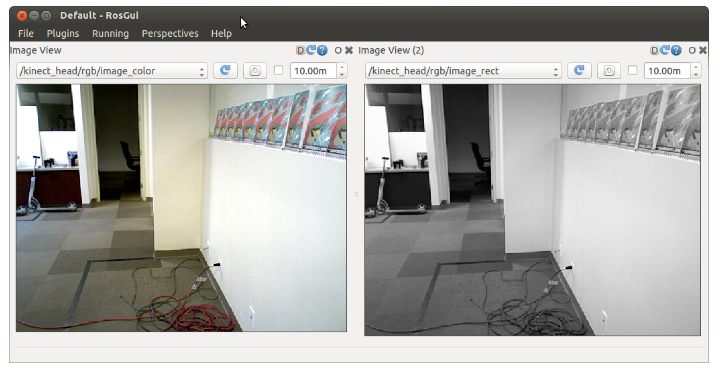 Default - RosGui
File Plugins Running Perspectives Help
Image View D O
/kinect_head/rgb/image_color 10.00m
Image View (2) D O
/kinect_head/rgb/image_rect 10.00m